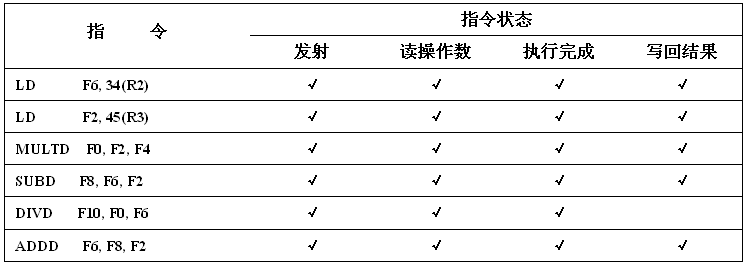 指 令 指令状态
发射 读操作数 执行完成 写回结果
LD F6, 34(R2) √ √ √ √
LD F2, 45(R3) √ √ √ √
MULTD F0, F2, F4 √ √ √ √
SUBD F8, F6, F2 √ √ √ √
DIVD F10, F0, F6 √ √ √
ADDD F6, F8, F2 √ √ √ √